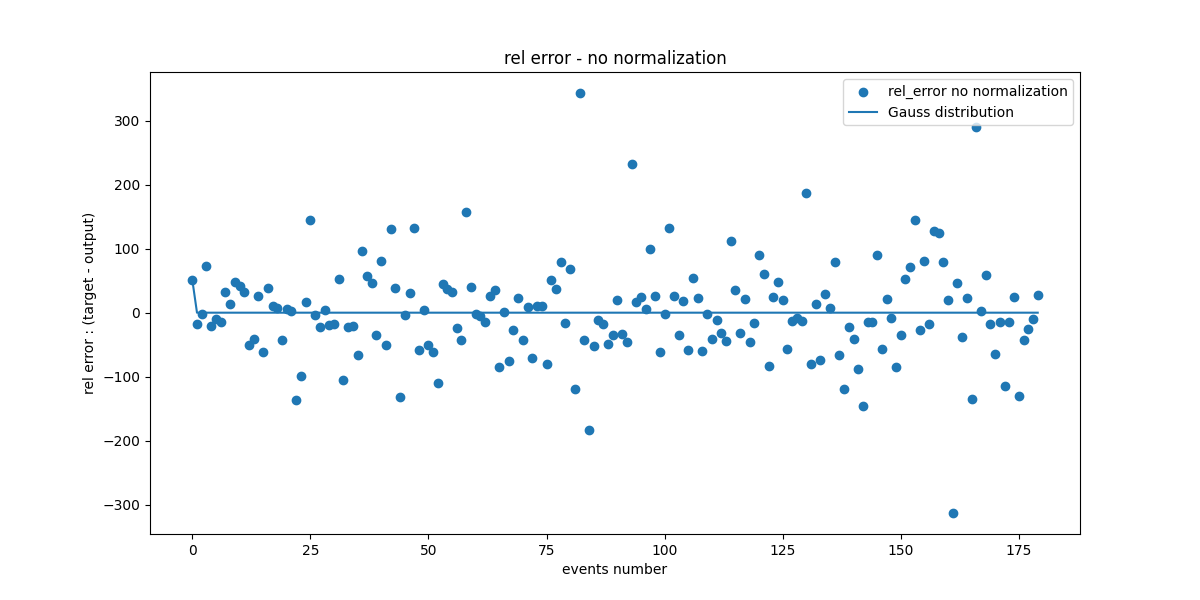 rel error - no normalization
rel_error no normalization
Gauss distribution
300
200
100
0
−100
−200
−300
rel error : (target - output)
0 25 50 75 100 125 150 175
events number